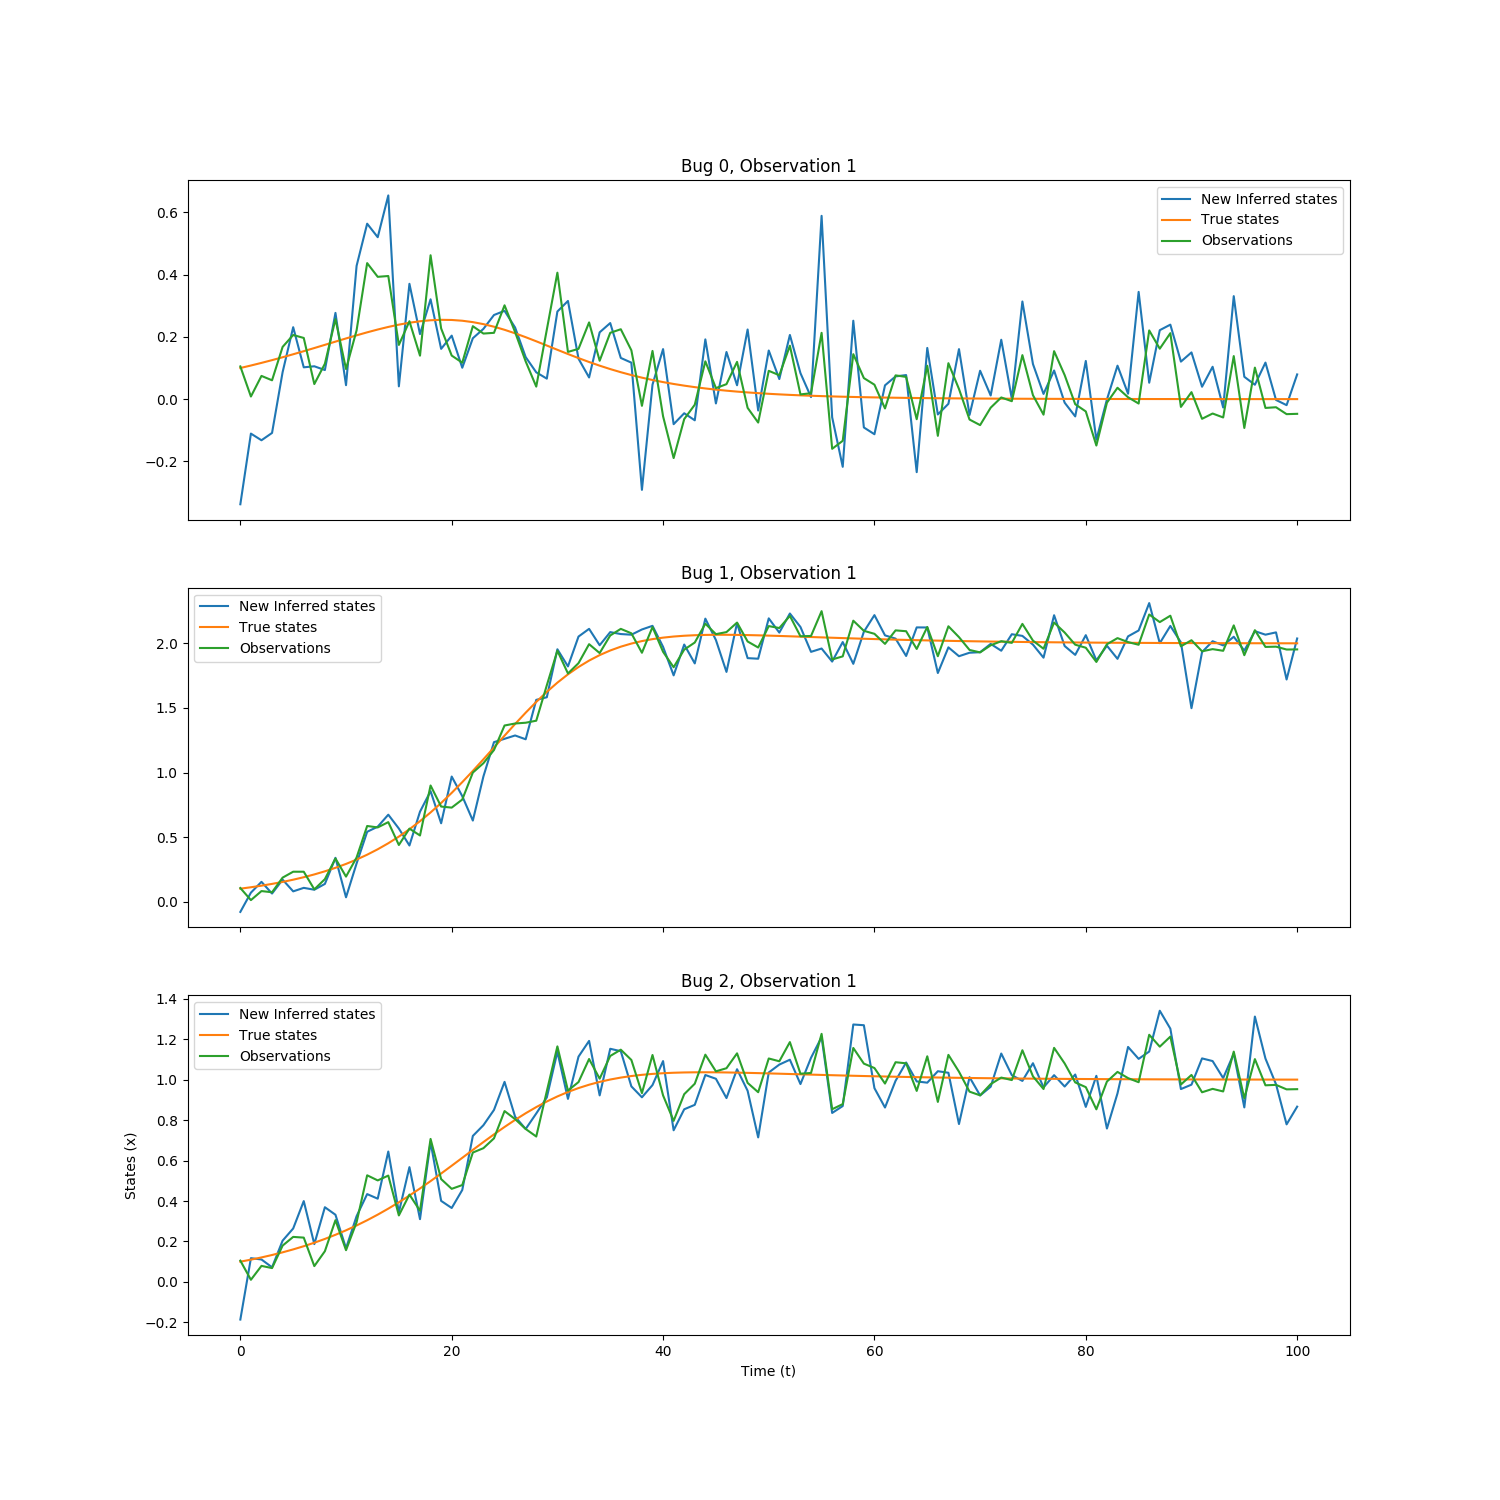 Bug 0, Observation 1
New Inferred states
True states
Observations
0.6
0.4
0.2
0.0
−0.2
Bug 1, Observation 1
New Inferred states
True states
Observations
2.0
1.5
1.0
0.5
0.0
Bug 2, Observation 1
New Inferred states
True states
Observations
1.4
1.2
1.0
0.8
0.6
0.4
0.2
0.0
−0.2
States (x)
0 20 40 60 80 100
Time (t)